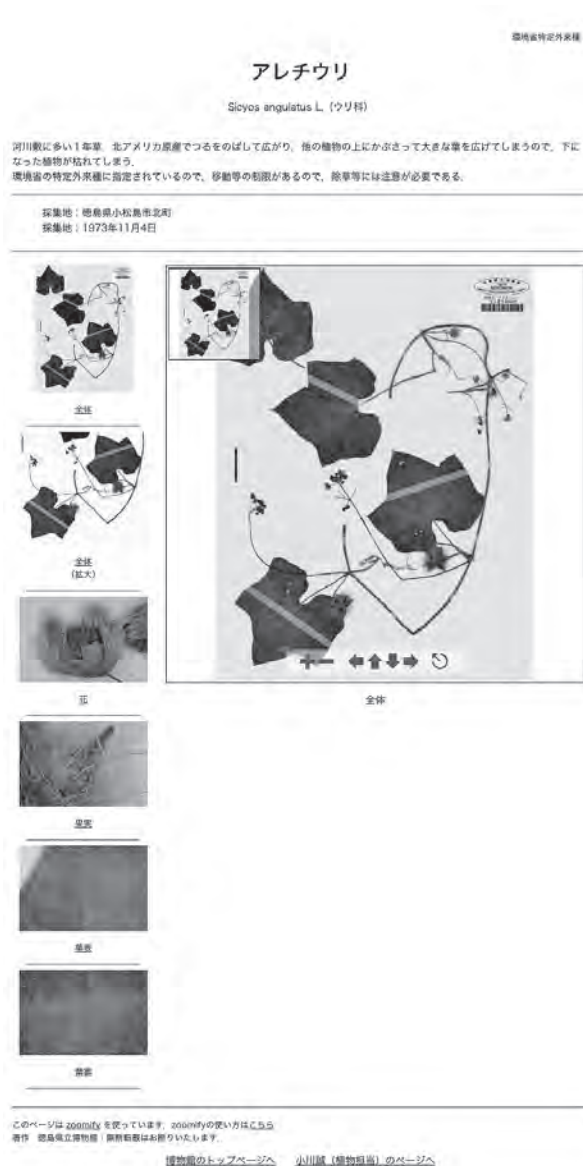 環境省特定外来種
アレチウリ
Sicyos angulatus L. (ウリ科)
河川敷に多い1年草. 北アメリカ原産でつるをのばして広がり, 他の植物の上にかぶさって大きな葉を広げてしまうので, 下に
なった植物が枯れてしまう.
環境省の特定外来種に指定されているので, 移動等の制限があるので, 除草等には注意が必要である.
採集地:徳島県小松島市北町
採集地:1973年11月4日
全体
全体
(拡大)
花
果実
葉表
葉裏
全体
このページは zoomify を使っています. zoomifyの使い方はこちら
著作 徳島県立博物館:無断転載はお断りいたします.
博物館のトップページへ 小川誠(植物担当)のページへ